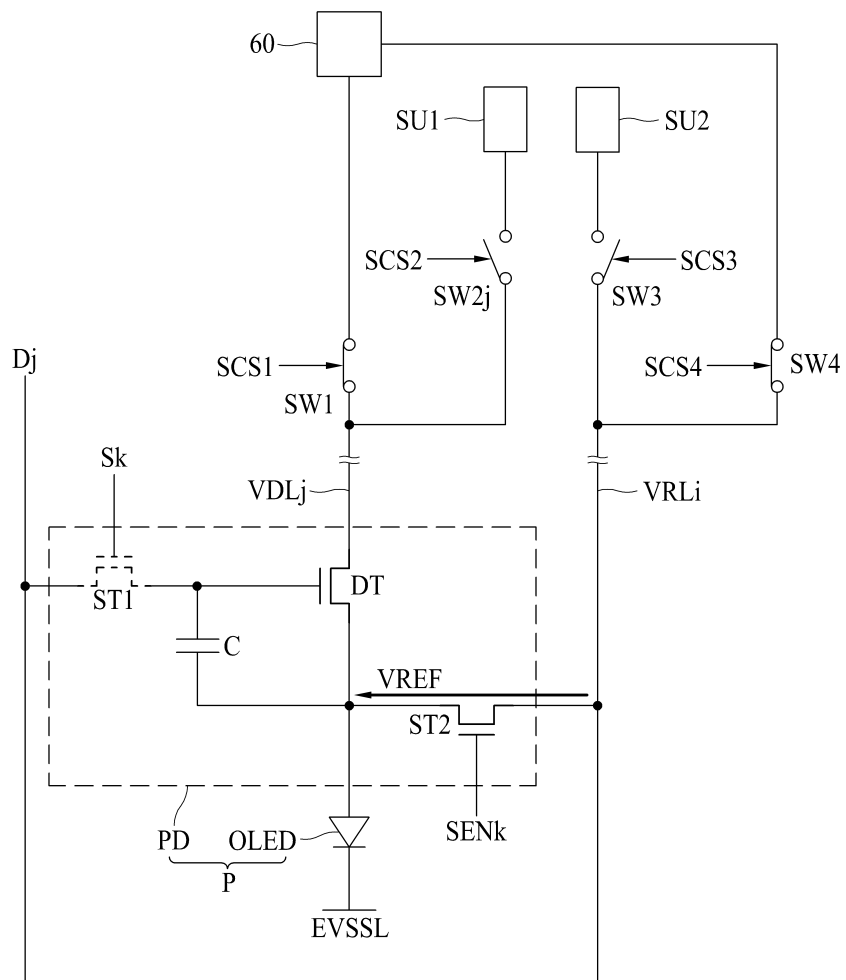 60
SU1
SU2
SCS2
SCS3
SW2j
SW3
Dj
SCS1
SCS4
SW4
SW1
Sk
VDLj
VRLi
DT
ST1
C
VREF
ST2
SENk
PD
OLED
P
EVSSL